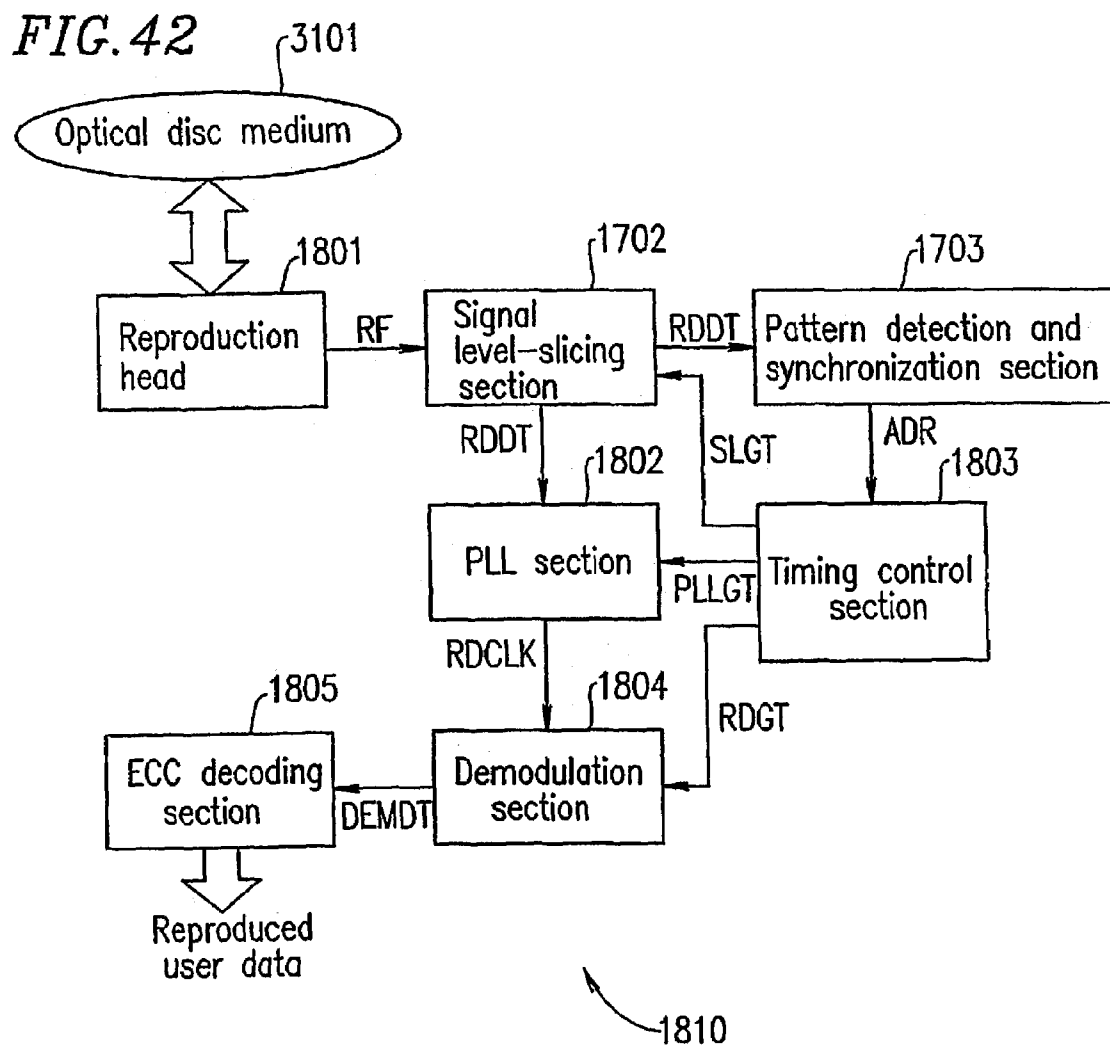 FIG. 42
3101
Optical disc medium
1801
Reproduction
head
RF
1702
Signal
level-slicing
section
RDDT
1703
Pattern detection and
synchronization section
RDDT
SLGT
ADR
1802
PLL section
PLLGT
1803
Timing control
section
RDCLK
RDGT
1804
Demodulation
section
DEMDT
1805
ECC decoding
section
Reproduced
user data
1810